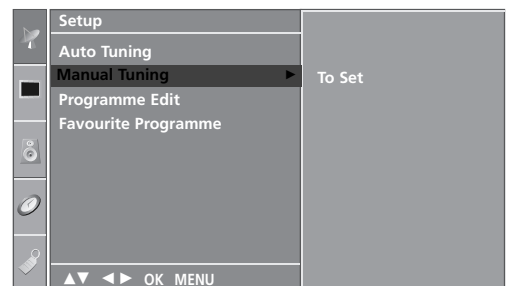 Setup
Auto Tuning
Manual Tuning ►
To Set
Programme Edit
Favourite Programme
▲▼ ◄► OK MENU